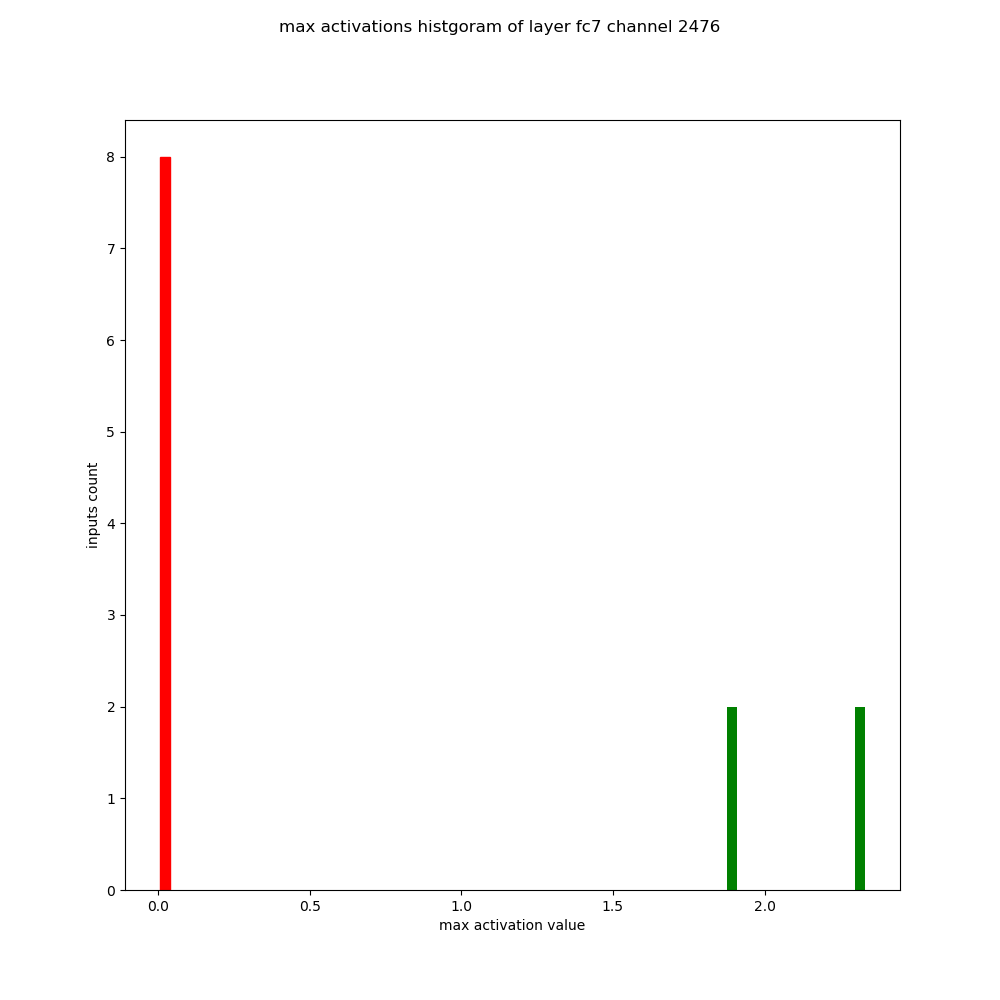 max activations histgoram of layer fc7 channel 2476
8
7
6
5
4
3
2
1
0
inputs count
0.0 0.5 1.0 1.5 2.0
max activation value